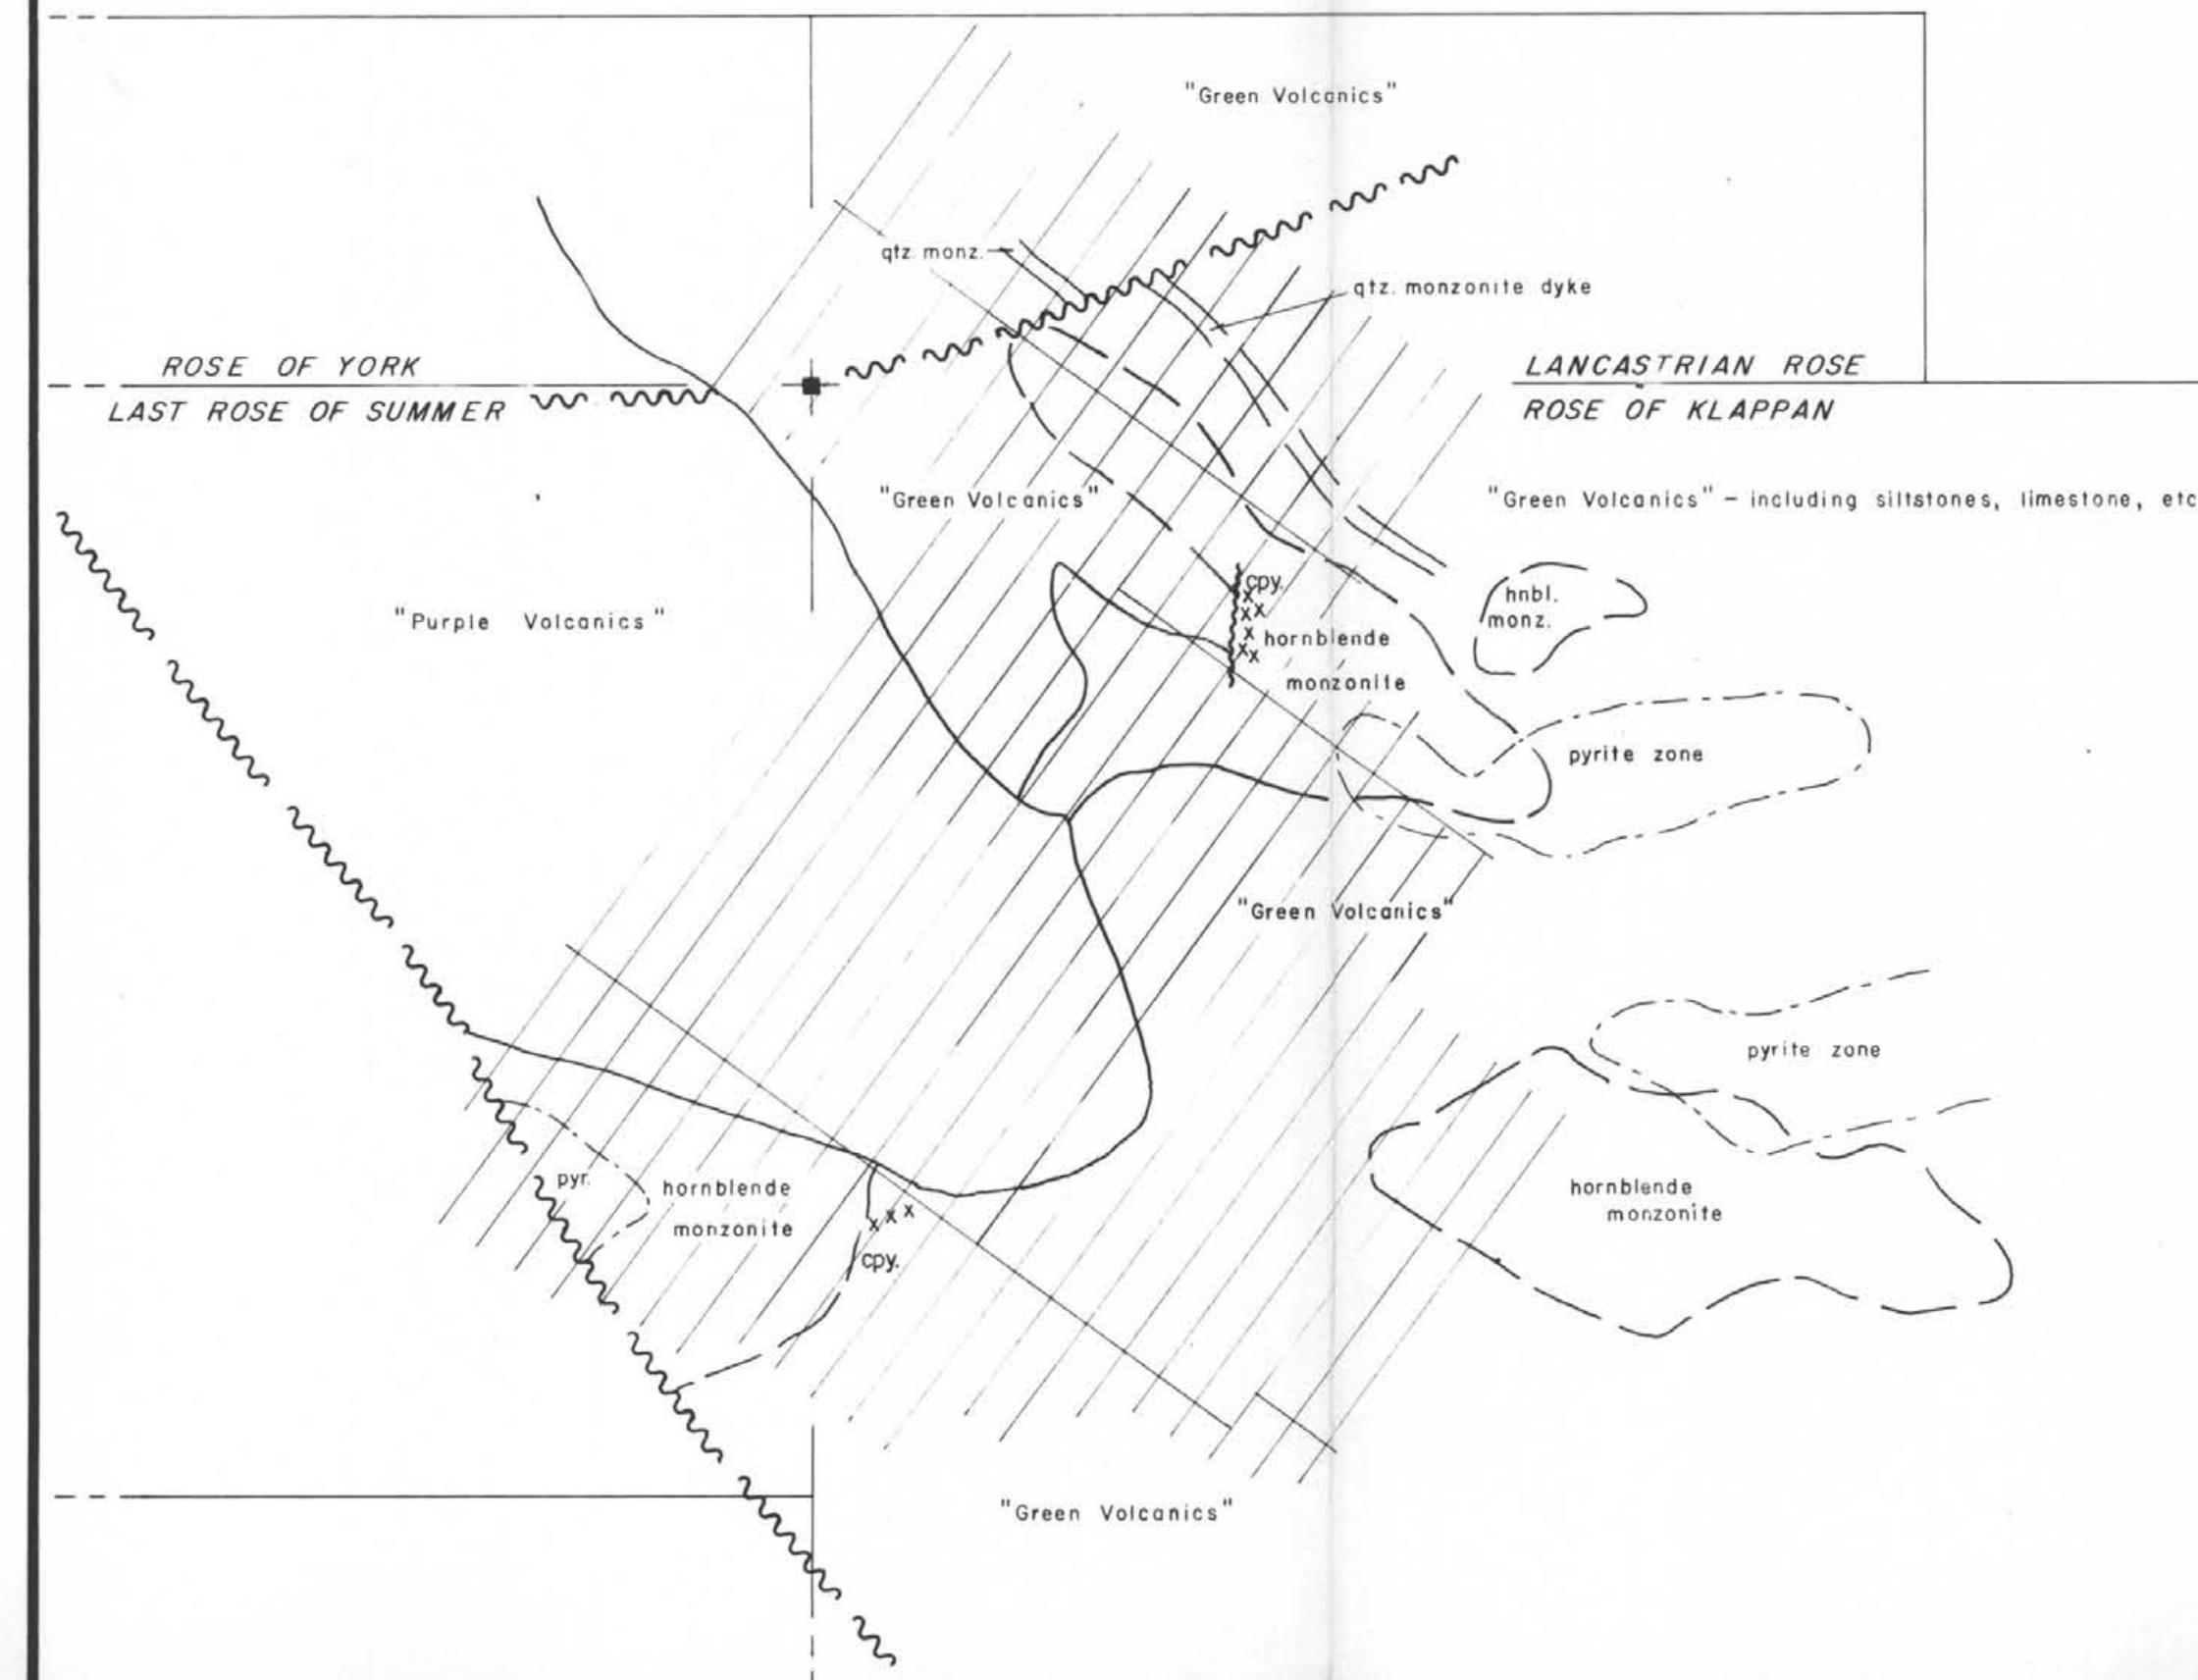 "Green Volcanics"
qtz. monz.
qtz. monzonite dyke
ROSE OF YORK
LAST ROSE OF SUMMER
LANCASTRIAN ROSE
ROSE OF KLAPPAN
"Green Volcanics"
"Green Volcanics" - including siltstones, limestone, etc
"Purple Volcanics"
cpy.
x
x x
x
x x
hornblende
monzonite
hnbl.
monz.
pyrite zone
"Green Volcanics"
pyrite zone
pyr.
hornblende
monzonite
x x x
cpy.
hornblende
monzonite
"Green Volcanics"